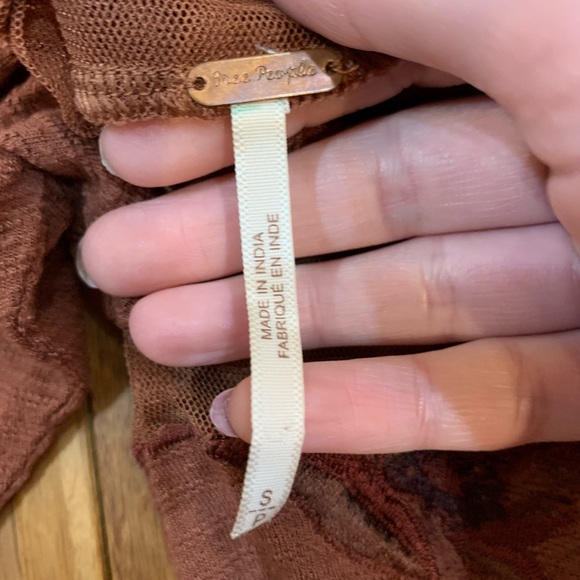 Free People
MADE IN INDIA
FABRIQUÉ EN INDE
S
P